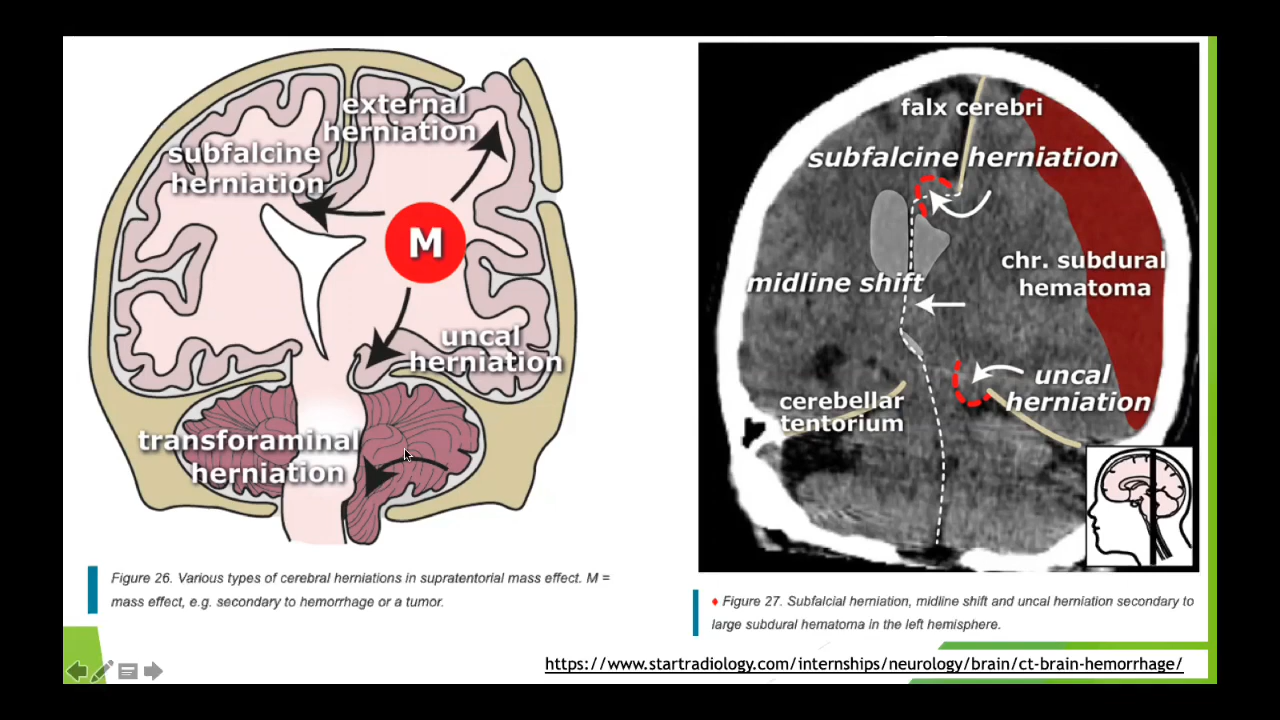 external
herniation
subfalcine
herniation
M
uncal
herniation
transforaminal
herniation
Figure 26. Various types of cerebral herniations in supratentorial mass effect. M =
mass effect, e.g. secondary to hemorrhage or a tumor.
falx cerebri
subfalcine herniation
chr. subdural
hematoma
midline shift
uncal
herniation
cerebellar
tentorium
♦ Figure 27. Subfalcial herniation, midline shift and uncal herniation secondary to
large subdural hematoma in the left hemisphere.
https://www.startradiology.com/internships/neurology/brain/ct-brain-hemorrhage/